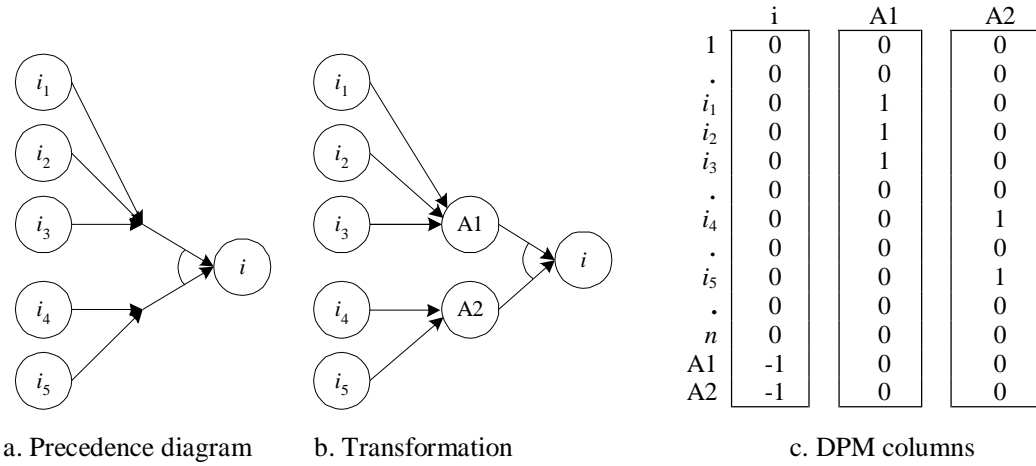 i A1 A2
1 0 0 0
. 0 0 0
i1 0 1 0
i2 0 1 0
i3 0 1 0
. 0 0 0
i4 0 0 1
. 0 0 0
i5 0 0 1
. 0 0 0
n 0 0 0
A1 -1 0 0
A2 -1 0 0
i1
i2
i3
i4
i5
i
i1
i2
i3
i4
i5
A1
A2
i
a. Precedence diagram
b. Transformation
c. DPM columns